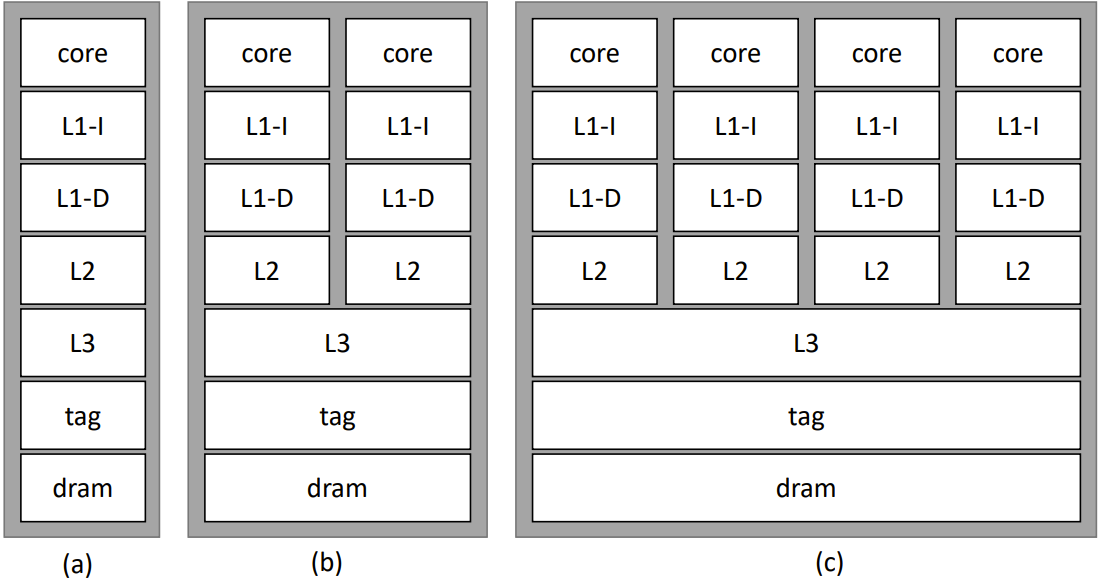 core core core core core core core
L1-I L1-I L1-I L1-I L1-I L1-I L1-I
L1-D L1-D L1-D L1-D L1-D L1-D L1-D
L2 L2 L2 L2 L2 L2 L2
L3 L3 L3
tag tag tag
dram dram dram
(a) (b) (c)